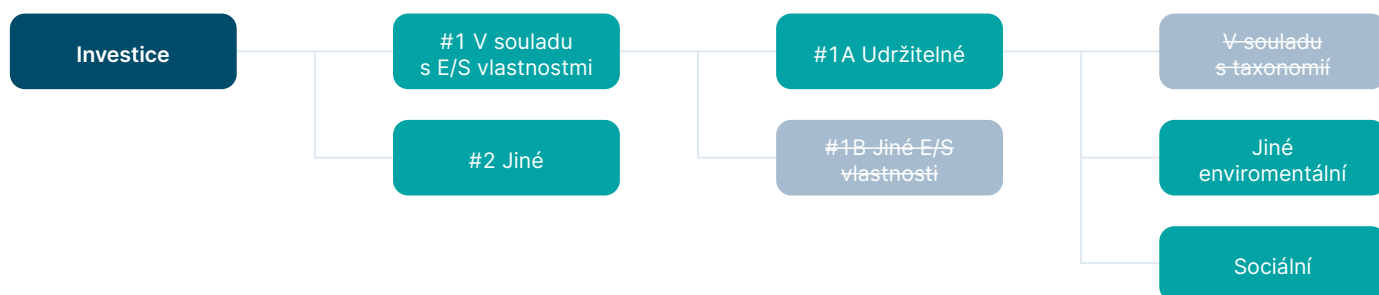 Investice
#1 V souladu
s E/S vlastnostmi
#1A Udržitelné
V souladu
s taxonomií
#2 Jiné
#1B Jiné E/S
vlastnosti
Jiné
enviromentální
Sociální